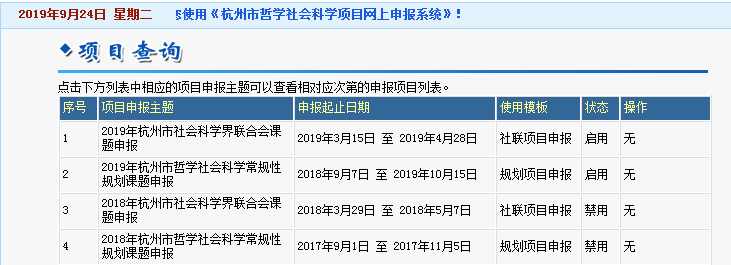 2019年9月24日 星期二 使用《杭州市哲学社会科学项目网上申报系统》!
项目查询
点击下方列表中相应的项目申报主题可以查看相对应次第的申报项目列表。
序号 项目申报主题 申报起止日期 使用模板 状态 操作
1 2019年杭州市社会科学界联合会课题申报 2019年3月15日 至 2019年4月28日 社联项目申报 启用 无
2 2019年杭州市哲学社会科学常规性规划课题申报 2018年9月7日 至 2019年10月15日 规划项目申报 启用 无
3 2018年杭州市社会科学界联合会课题申报 2018年3月29日 至 2018年5月7日 社联项目申报 禁用 无
4 2018年杭州市哲学社会科学常规性规划课题申报 2017年9月1日 至 2017年11月5日 规划项目申报 禁用 无